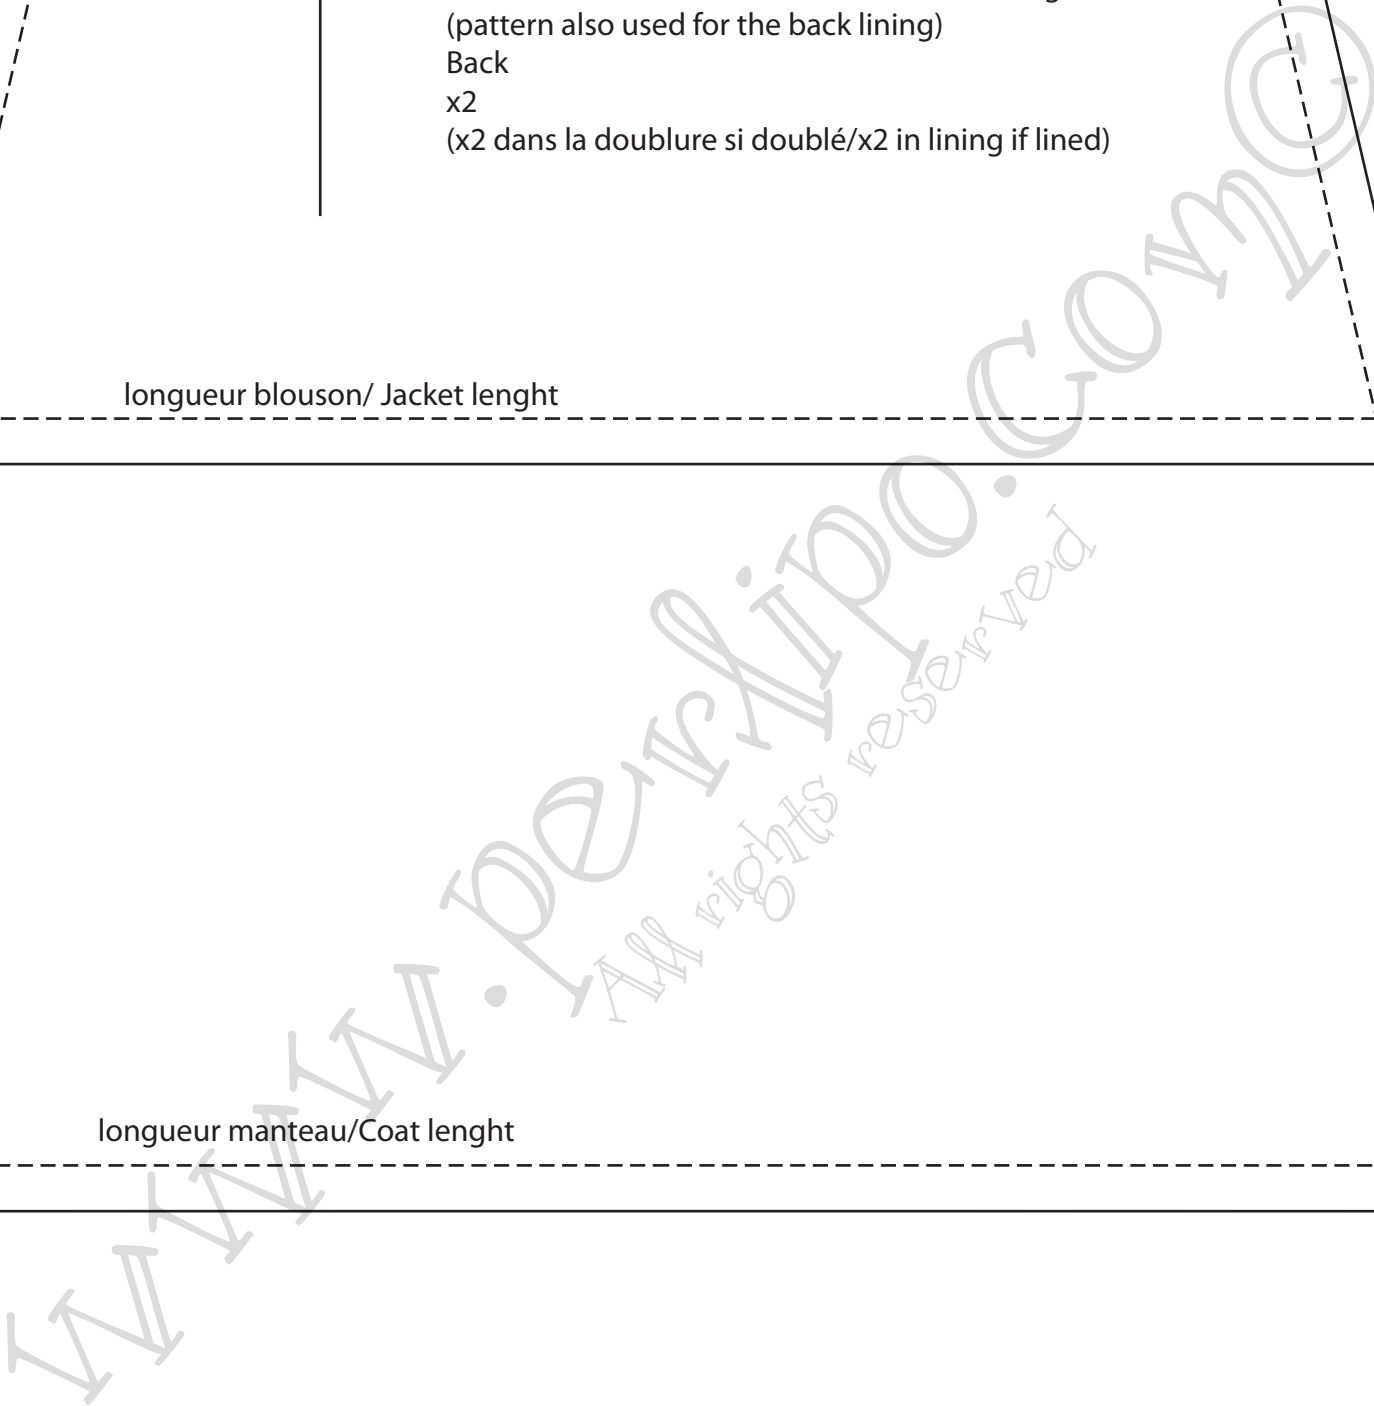 (pattern also used for the back lining)
Back
x2
(x2 dans la doublure si doublé/x2 in lining if lined)
longueur blouson/ Jacket lenght
www.perlipo.com©
All rights reserved
longueur manteau/Coat lenght